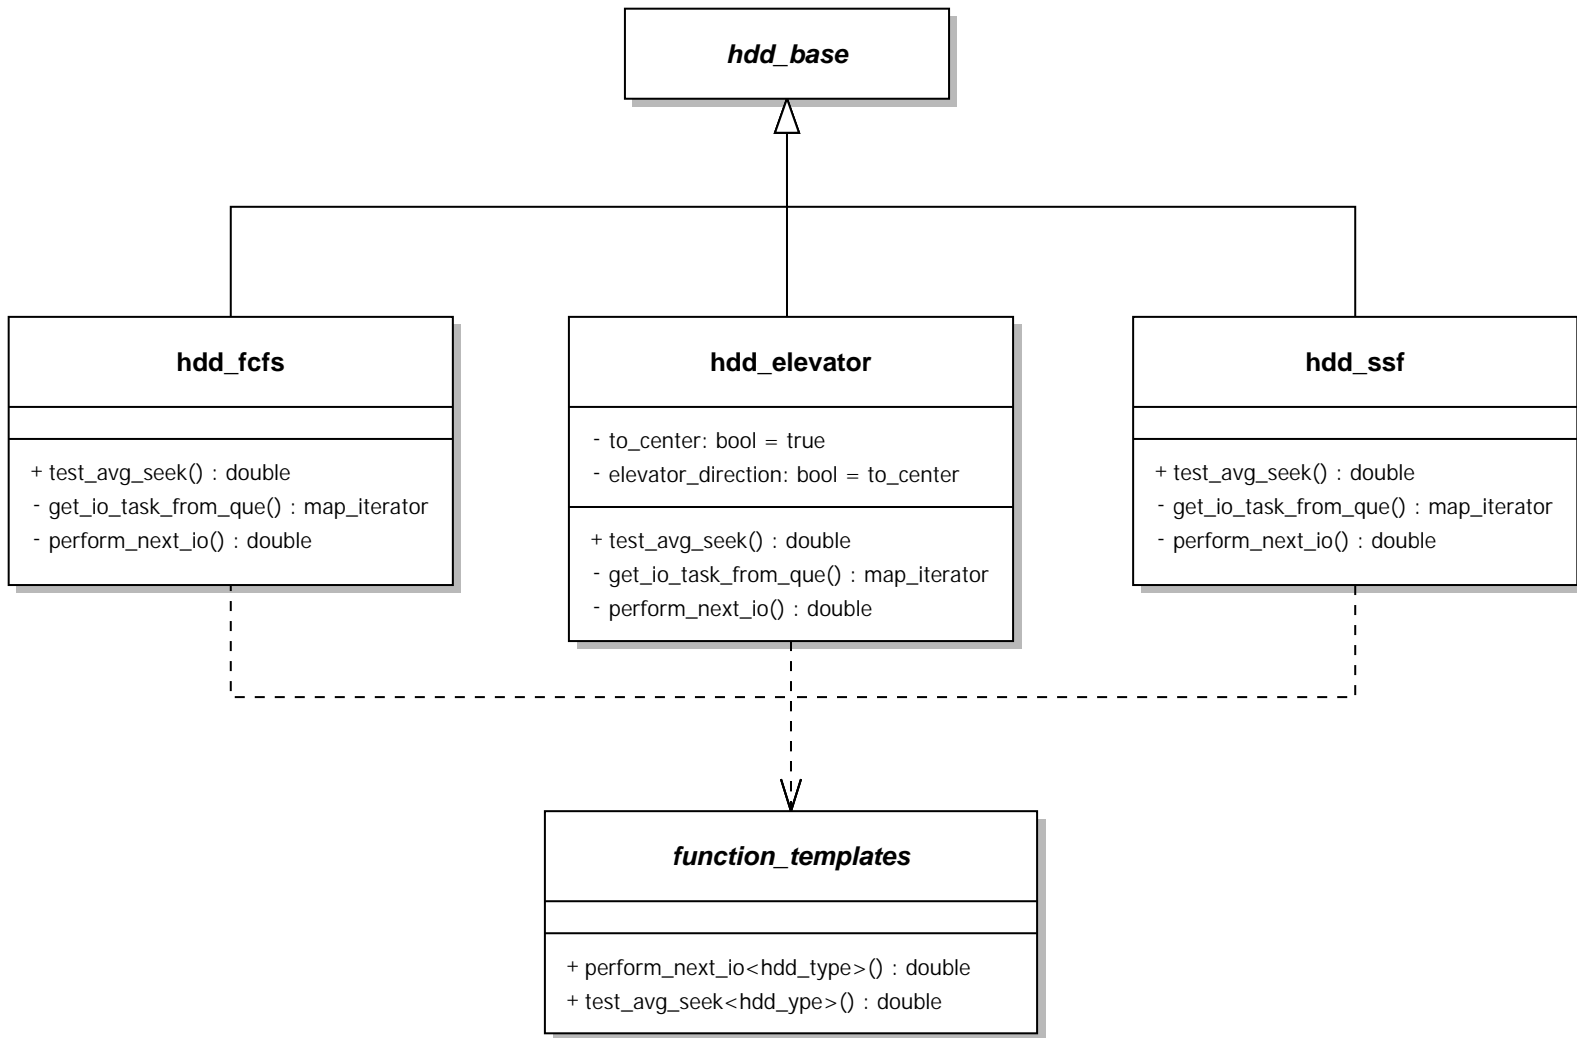 hdd_base
hdd_fcfs
+ test_avg_seek() : double
- get_io_task_from_que() : map_iterator
- perform_next_io() : double
hdd_elevator
- to_center: bool = true
- elevator_direction: bool = to_center
+ test_avg_seek() : double
- get_io_task_from_que() : map_iterator
- perform_next_io() : double
hdd_ssf
+ test_avg_seek() : double
- get_io_task_from_que() : map_iterator
- perform_next_io() : double
function_templates
+ perform_next_io<hdd_type>() : double
+ test_avg_seek<hdd_ype>() : double